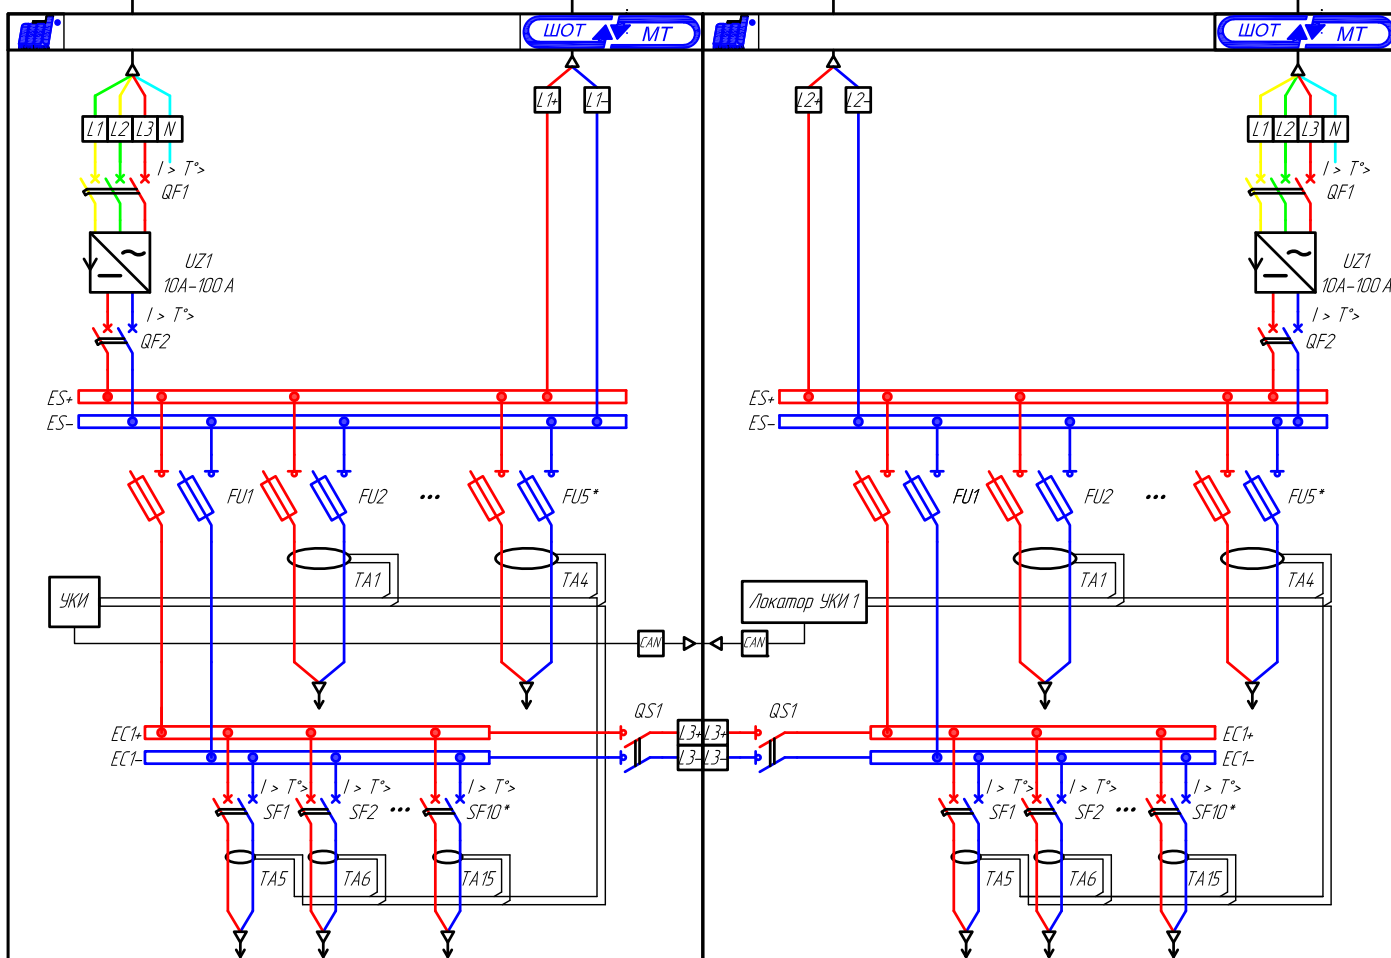 ШОТ МТ
ШОТ МТ
L1+ L1-
L2+ L2-
L1 L2 L3 N
L1 L2 L3 N
I > T°>
QF1
I > T°>
QF1
UZ1
10А-100 А
UZ1
10А-100 А
I > T°>
QF2
I > T°>
QF2
ES+
ES-
ES+
ES-
FU1 FU2 ... FU5*
FU1 FU2 ... FU5*
TA1 TA4
TA1 TA4
УКИ
Локатор УКИ 1
CAN CAN
QS1 QS1
EC1+ L3+ L3+ EC1+
EC1- L3- L3- EC1-
I > T°> I > T°> I > T°>
SF1 SF2 ... SF10*
I > T°> I > T°> I > T°>
SF1 SF2 ... SF10*
TA5 TA6 TA15
TA5 TA6 TA15